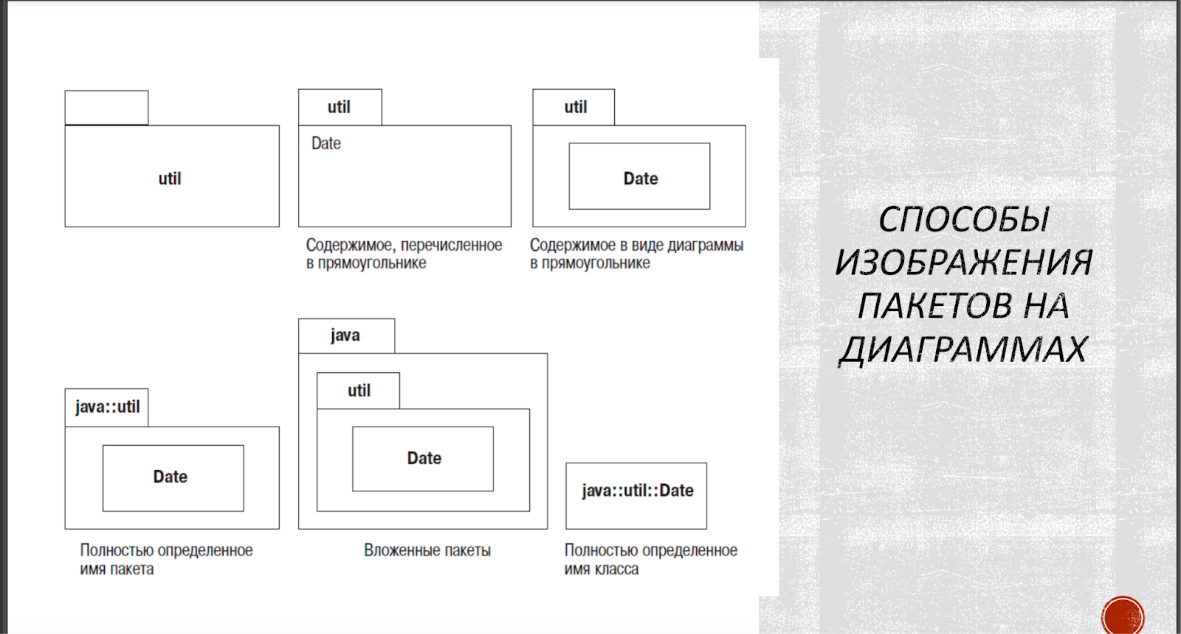 util
util
Date
util
Date
Содержимое, перечисленное
в прямоугольнике
Содержимое в виде диаграммы
в прямоугольнике
java::util
Date
java
util
Date
java::util::Date
Полностью определенное
имя пакета
Вложенные пакеты
Полностью определенное
имя класса
СПОСОБЫ
ИЗОБРАЖЕНИЯ
ПАКЕТОВ НА
ДИАГРАММАХ